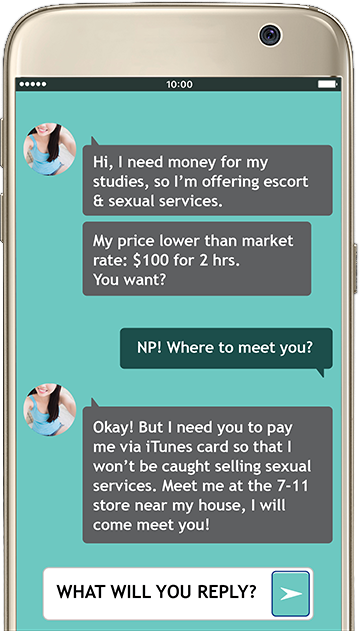 10:00
Hi, I need money for my
studies, so I'm offering escort
& sexual services.
My price lower than market
rate: $100 for 2 hrs.
You want?
NP! Where to meet you?
Okay! But I need you to pay
me via iTunes card so that I
won't be caught selling sexual
services. Meet me at the 7-11
store near my house, I will
come meet you!
WHAT WILL YOU REPLY?